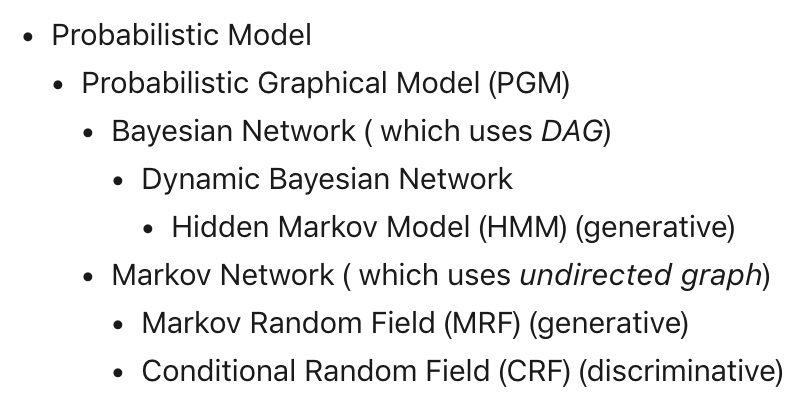 • Probabilistic Model
• Probabilistic Graphical Model (PGM)
• Bayesian Network ( which uses DAG)
• Dynamic Bayesian Network
• Hidden Markov Model (HMM) (generative)
• Markov Network ( which uses undirected graph)
• Markov Random Field (MRF) (generative)
• Conditional Random Field (CRF) (discriminative)